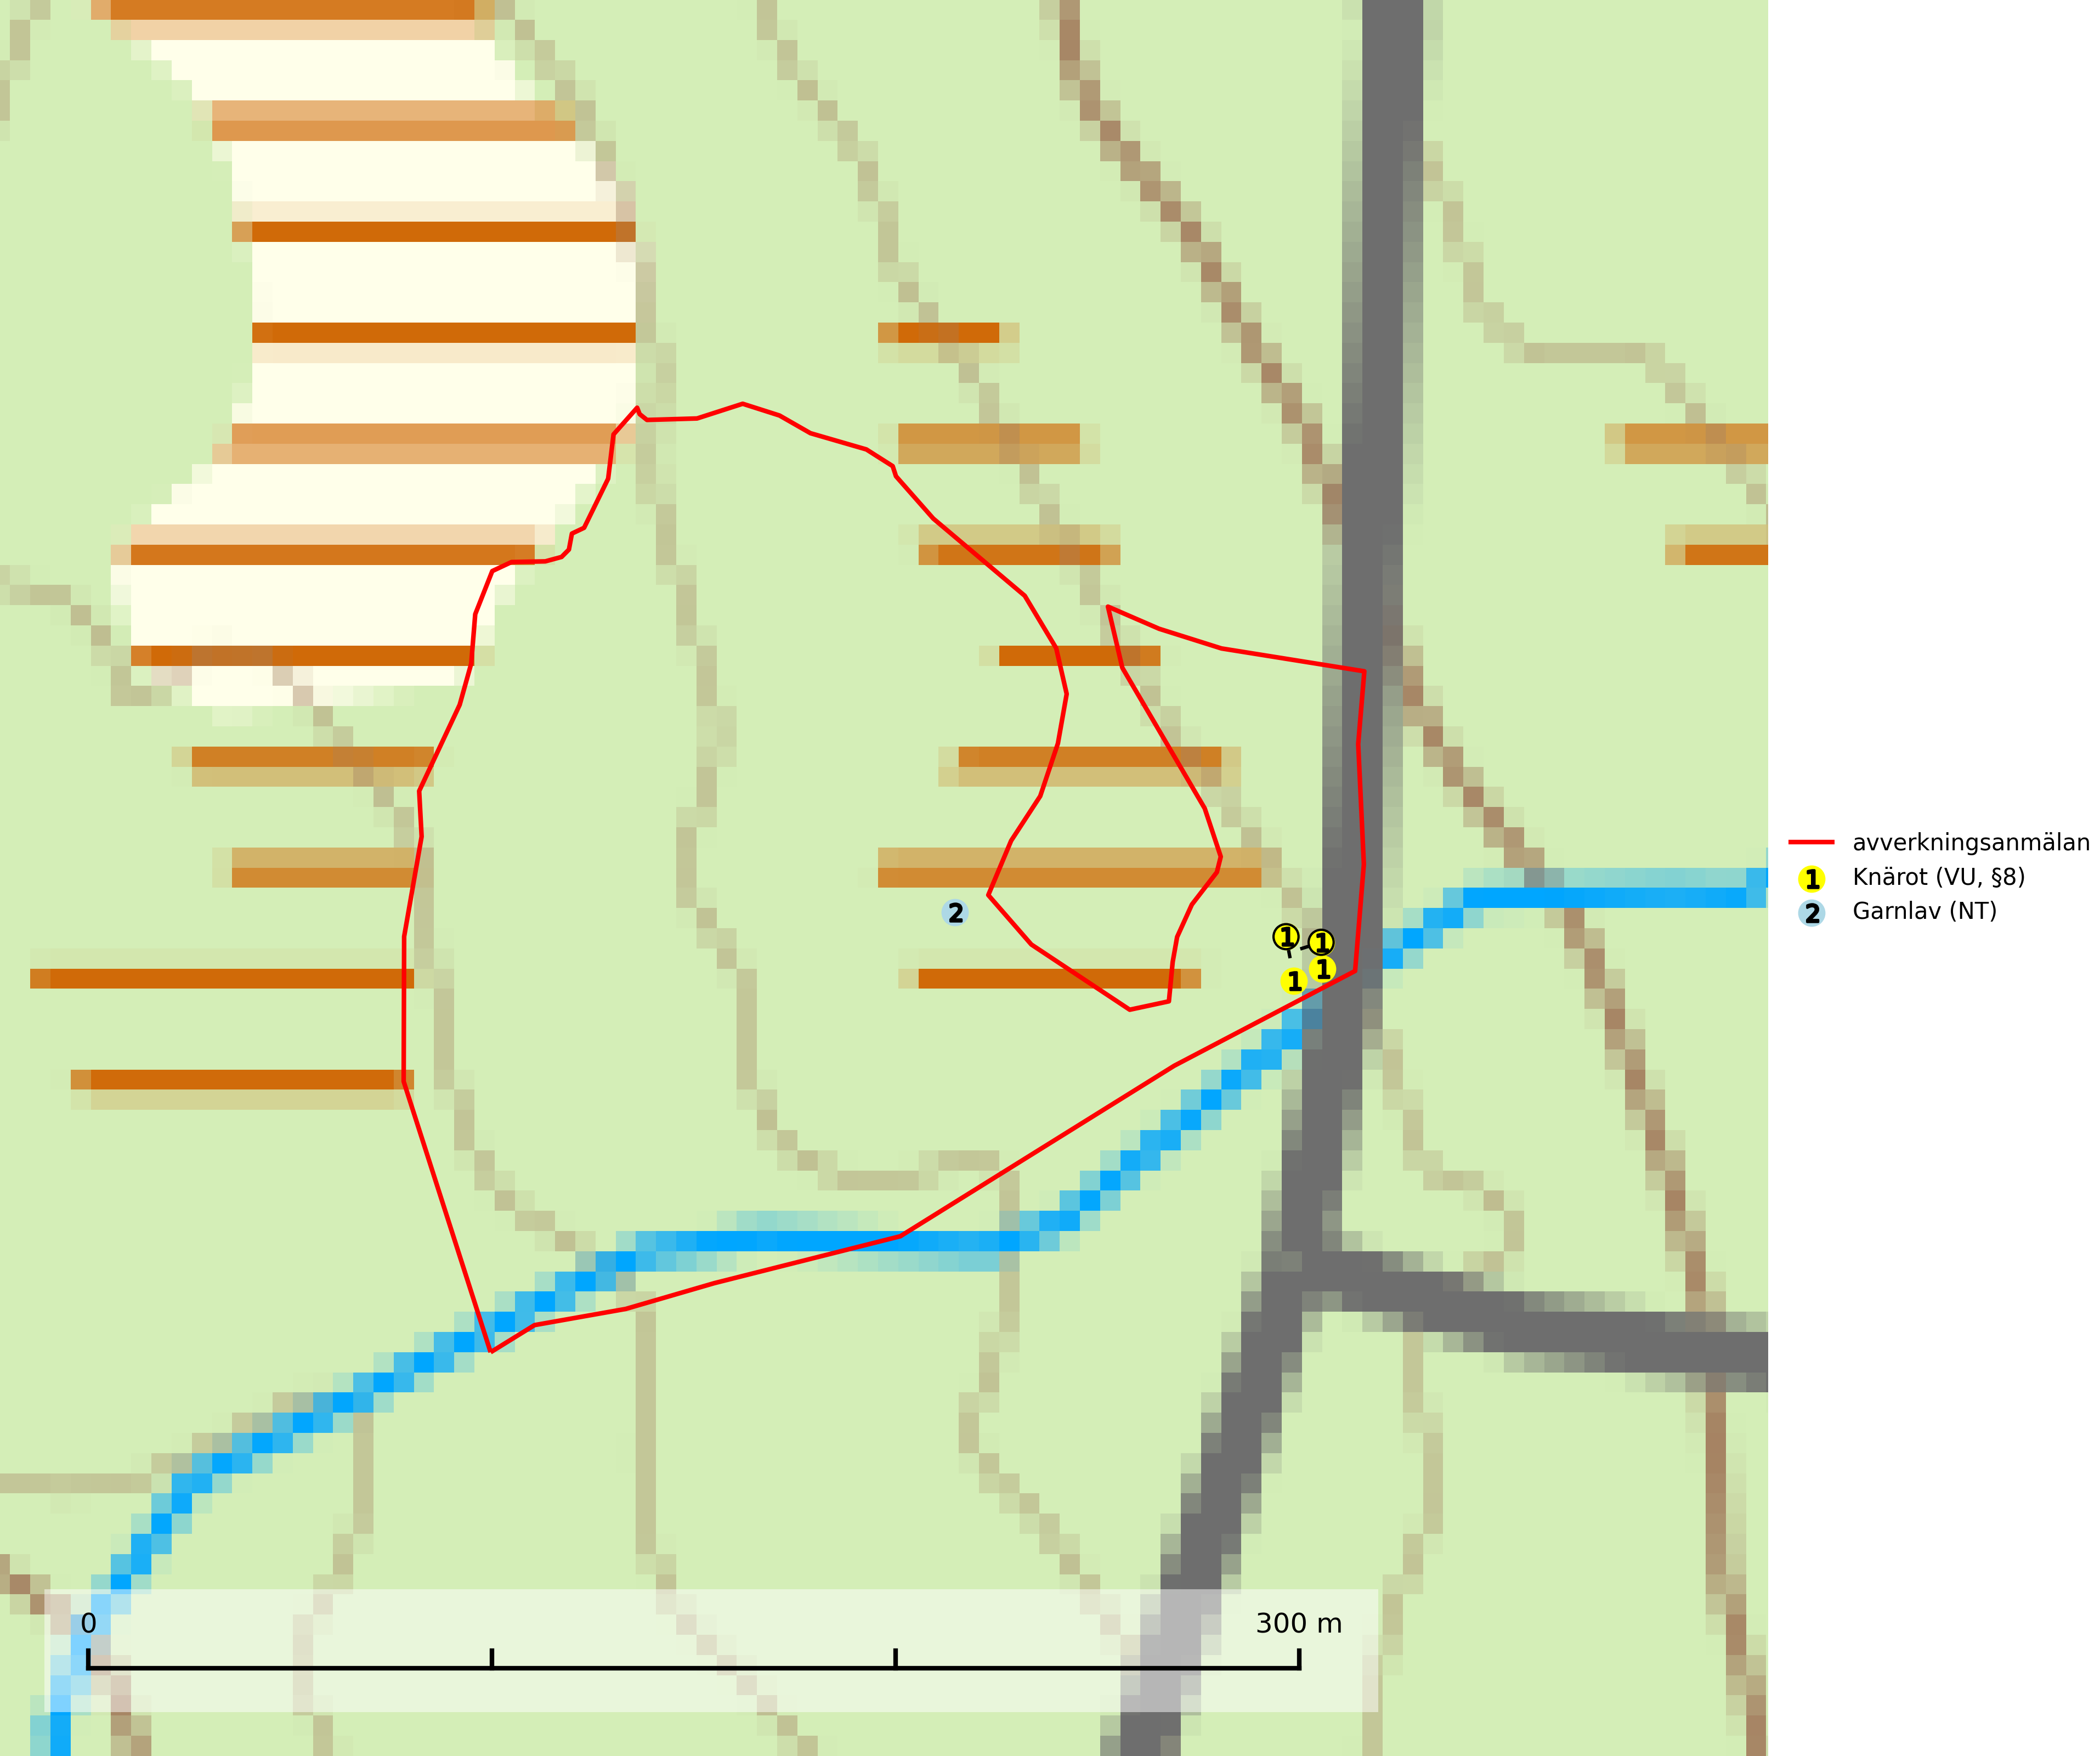 2
1 1
1 1
avverkningsanmälan
1 Knärot (VU, §8)
2 Garnlav (NT)
0 300 m